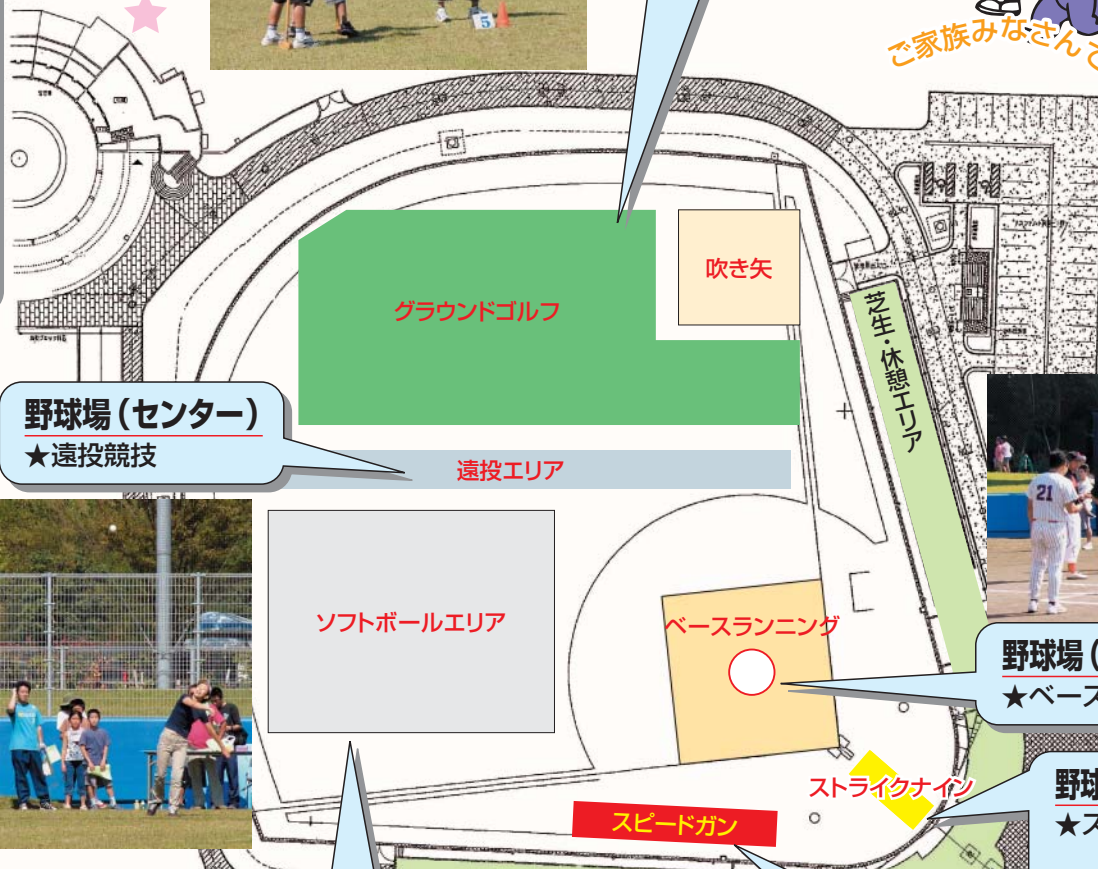 5
ご家族みなさんで
吹き矢
グラウンドゴルフ
芝生・休憩エリア
野球場(センター)
★遠投競技
遠投エリア
21
ソフトボールエリア
ベースランニング
野球場(
★ベース
ストライクナイン
野球
★ス
スピードガン